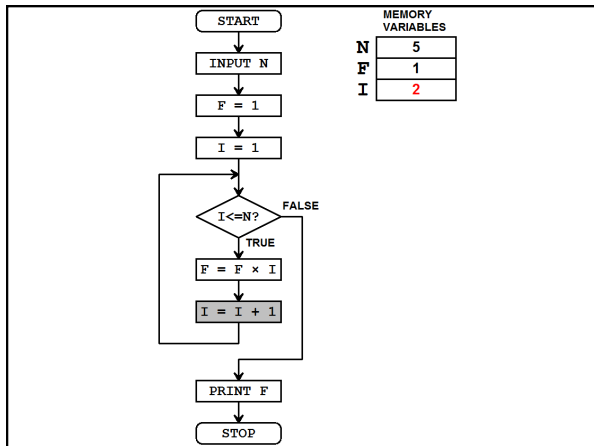 START
INPUT N
F = 1
I = 1
I<=N?
FALSE
TRUE
F = F × I
I = I + 1
PRINT F
STOP
MEMORY
VARIABLES
N 5
F 1
I 2